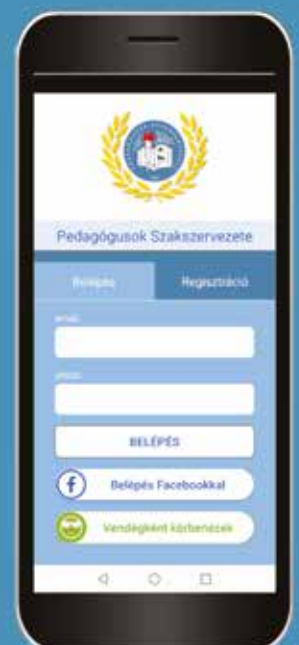 Pedagógusok Szakszervezete
Belépés
Regisztráció
BELÉPÉS
Belépés Facebookkal
Vendégként körbenézek